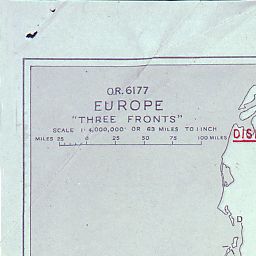 O.R. 6177
EUROPE
"THREE FRONTS"
SCALE 1:4,000,000 OR 63 MILES TO 1 INCH
MILES 25 0 25 50 75 100 MILES
DIS
D